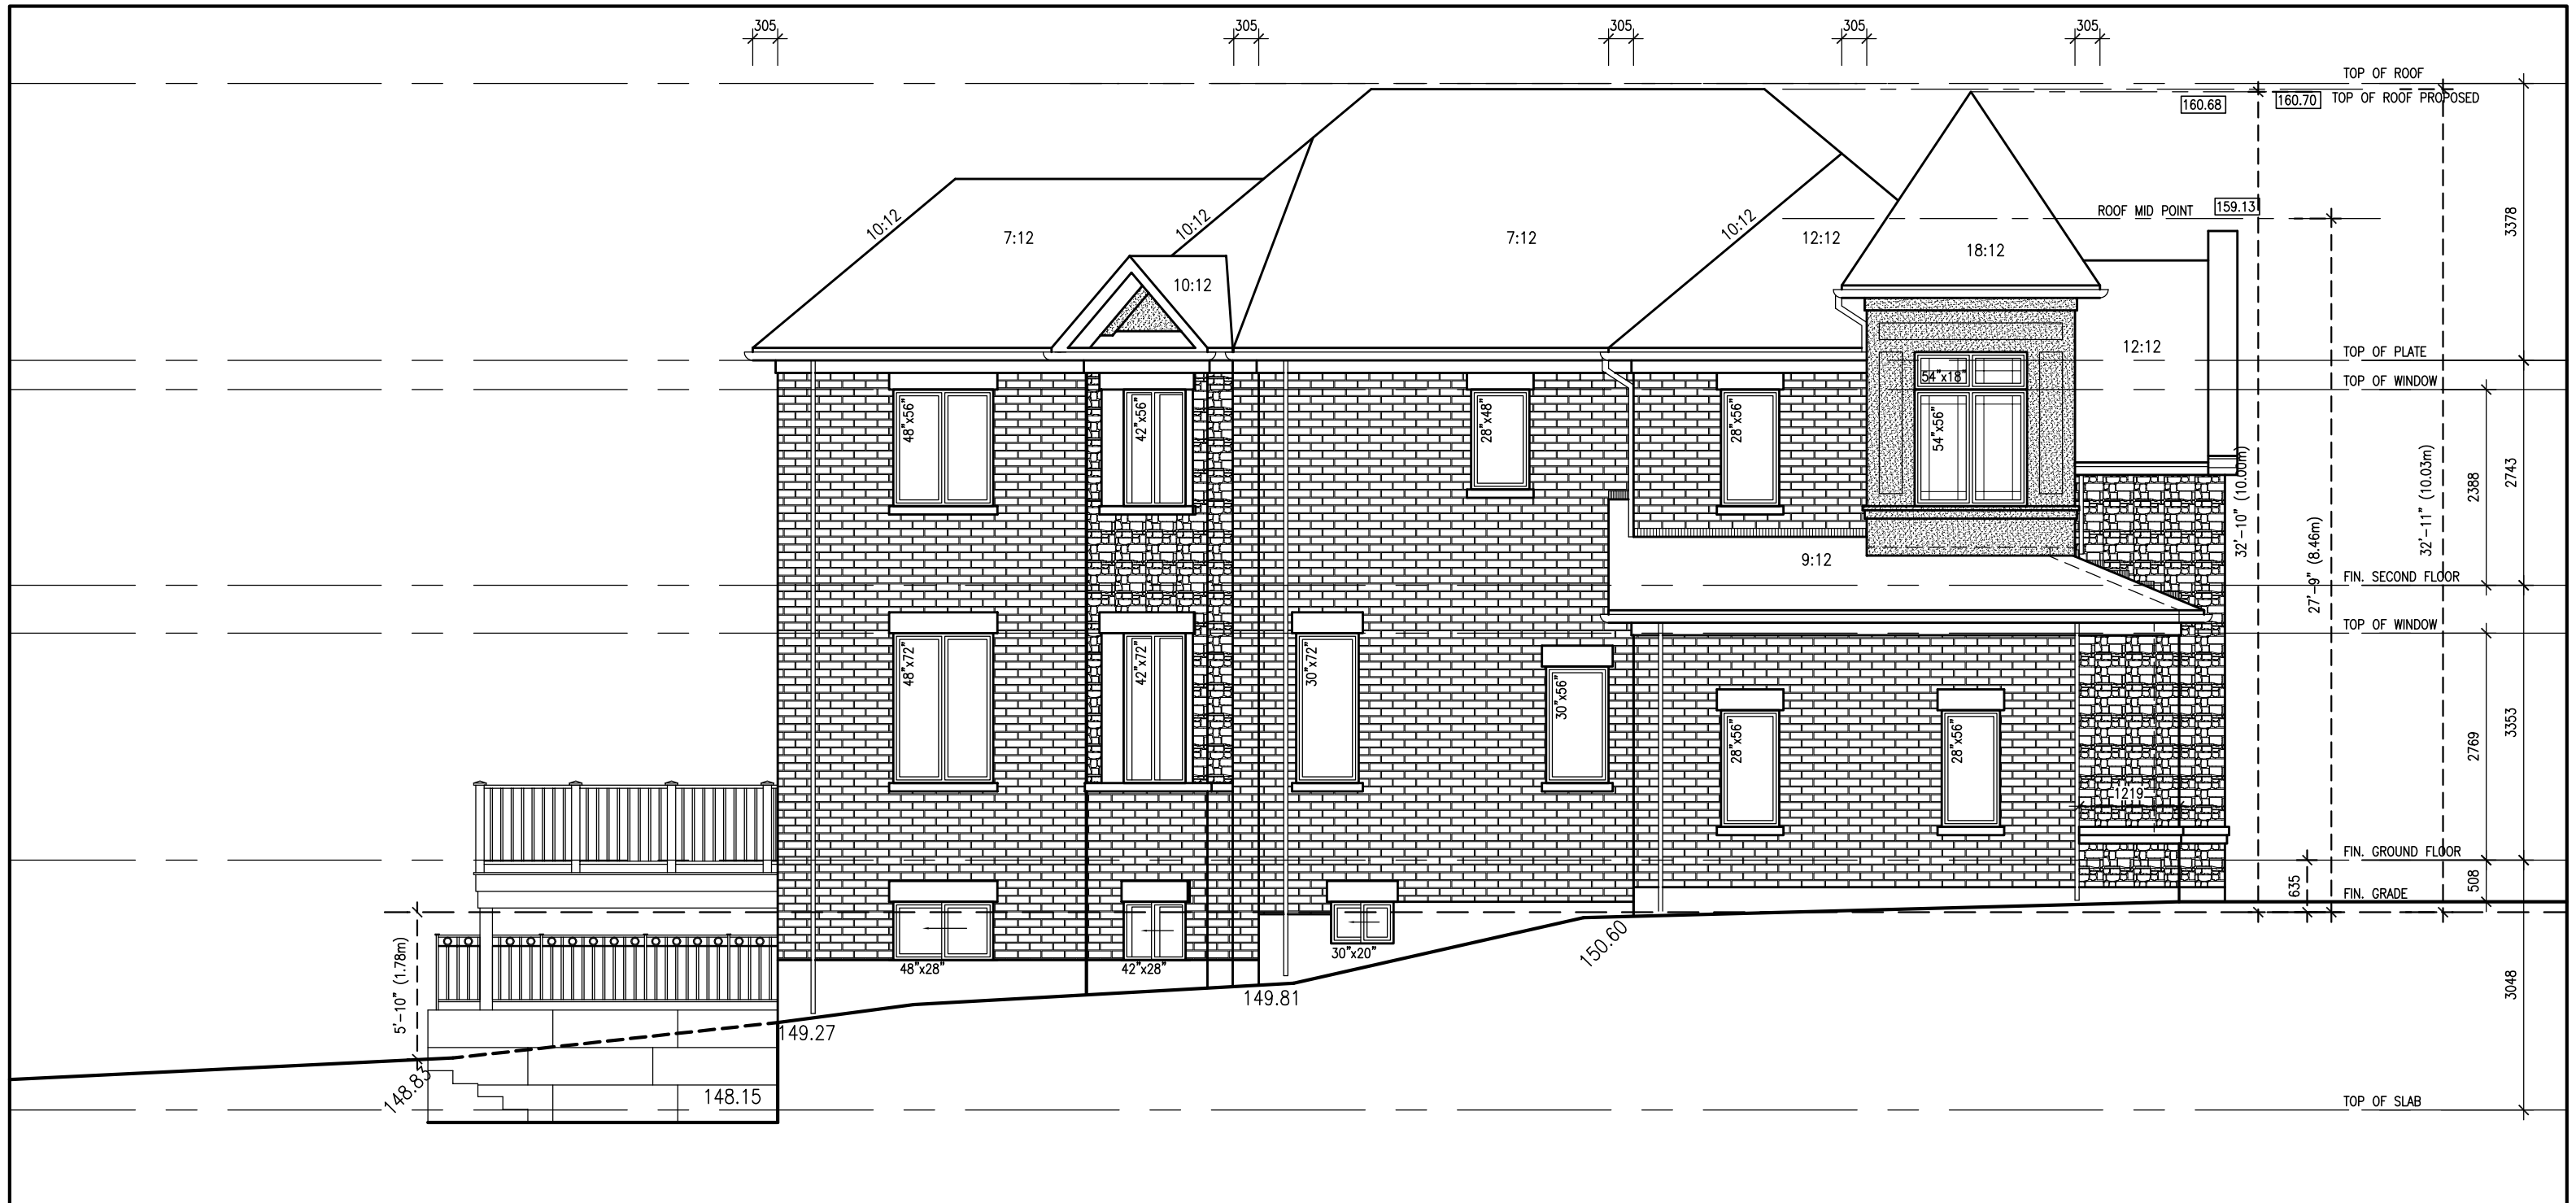 305
305
305
305
305
TOP OF ROOF
160.68
160.70
TOP OF ROOF PROPOSED
ROOF MID POINT
159.13
10:12
7:12
10:12
10:12
7:12
10:12
12:12
18:12
12:12
3378
TOP OF PLATE
TOP OF WINDOW
48"x56"
42"x56"
28"x48"
28"x56"
54"x18"
54"x56"
2388
2743
32'-10" (10.00m)
32'-11" (10.03m)
27'-9" (8.46m)
9:12
FIN. SECOND FLOOR
TOP OF WINDOW
48"x72"
42"x72"
30"x72"
30"x56"
28"x56"
28"x56"
2769
3353
1219
FIN. GROUND FLOOR
635
508
FIN. GRADE
5'-10" (1.78m)
48"x28"
42"x28"
30"x20"
150.60
149.81
149.27
148.83
148.15
3048
TOP OF SLAB